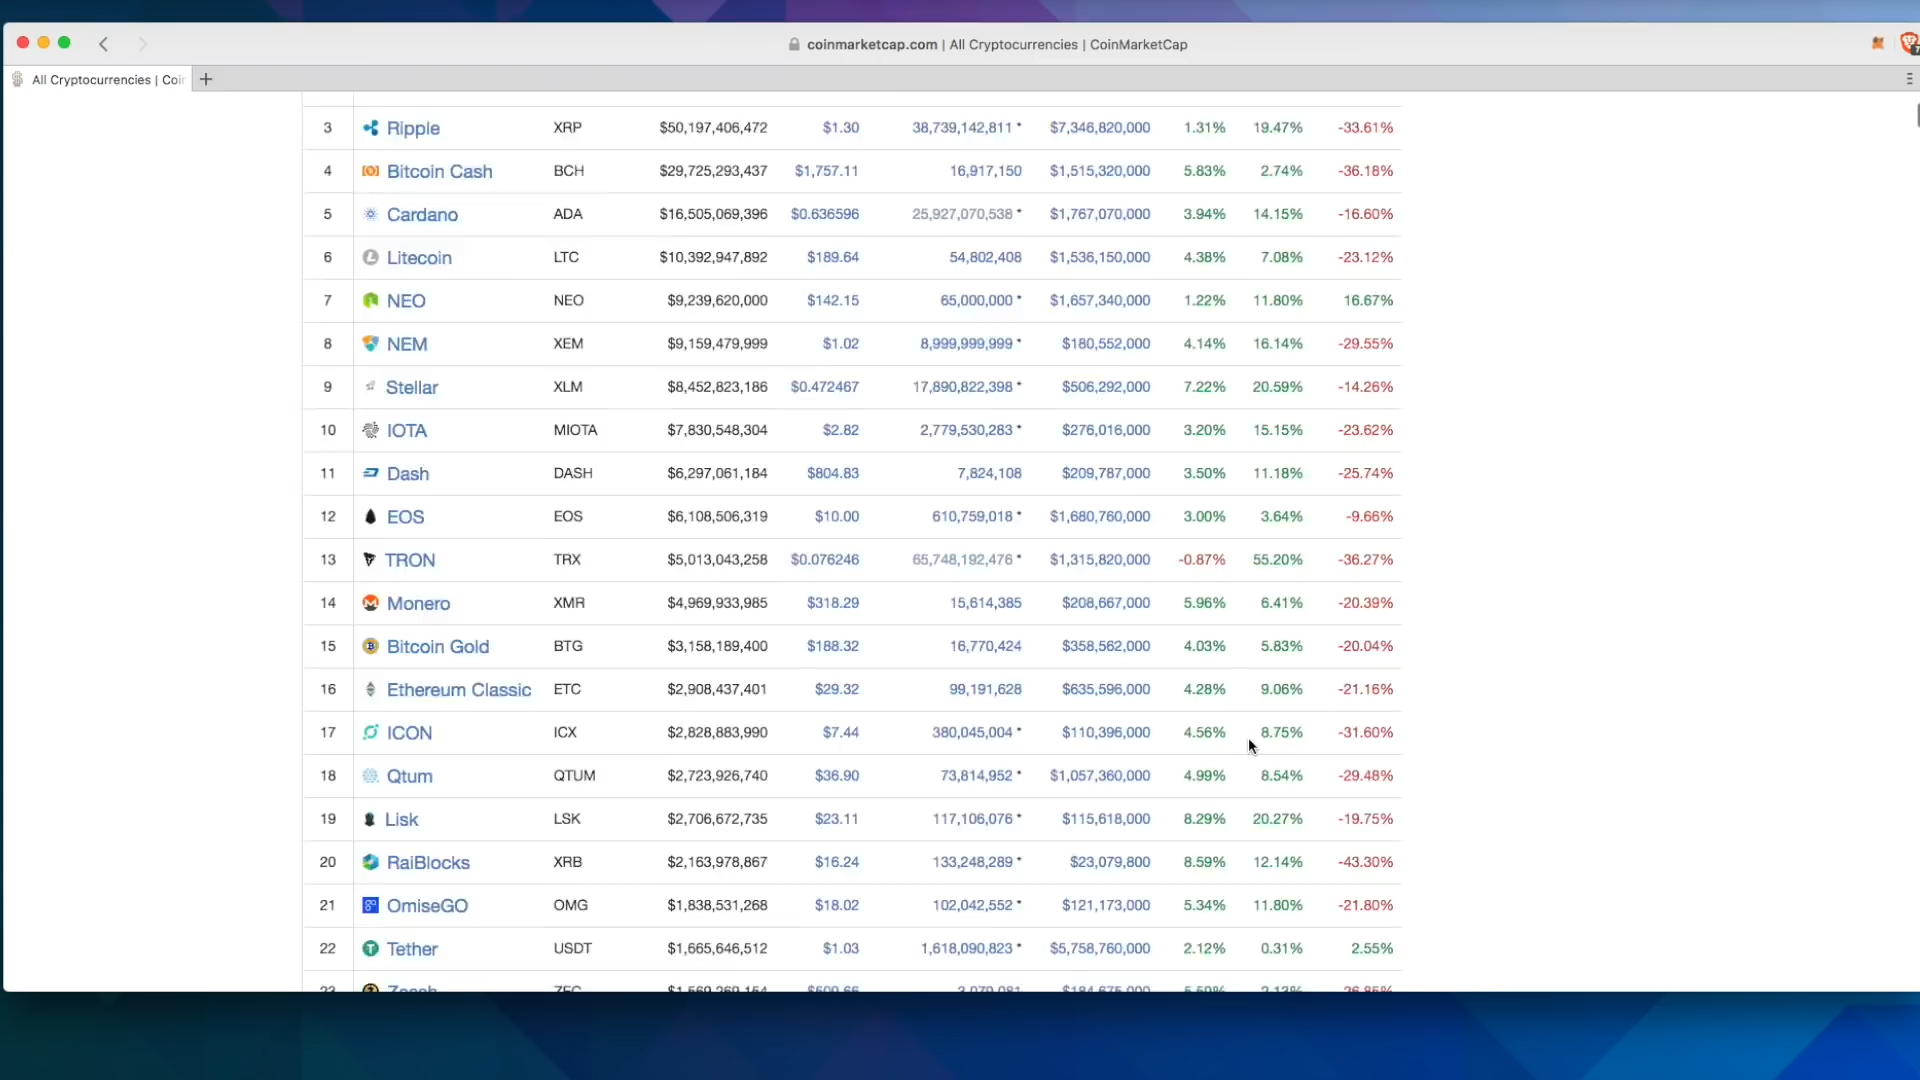 coinmarketcap.com | All Cryptocurrencies | CoinMarketCap
All Cryptocurrencies | Coi
3 Ripple XRP $50,197,406,472 $1.30 38,739,142,811 * $7,346,820,000 1.31% 19.47% -33.61%
4 Bitcoin Cash BCH $29,725,293,437 $1,757.11 16,917,150 $1,515,320,000 5.83% 2.74% -36.18%
5 Cardano ADA $16,505,069,396 $0.636596 25,927,070,538 * $1,767,070,000 3.94% 14.15% -16.60%
6 Litecoin LTC $10,392,947,892 $189.64 54,802,408 $1,536,150,000 4.38% 7.08% -23.12%
7 NEO NEO $9,239,620,000 $142.15 65,000,000 * $1,657,340,000 1.22% 11.80% 16.67%
8 NEM XEM $9,159,479,999 $1.02 8,999,999,999 * $180,552,000 4.14% 16.14% -29.55%
9 Stellar XLM $8,452,823,186 $0.472467 17,890,822,398 * $506,292,000 7.22% 20.59% -14.26%
10 IOTA MIOTA $7,830,548,304 $2.82 2,779,530,283 * $276,016,000 3.20% 15.15% -23.62%
11 Dash DASH $6,297,061,184 $804.83 7,824,108 $209,787,000 3.50% 11.18% -25.74%
12 EOS EOS $6,108,506,319 $10.00 610,759,018 * $1,680,760,000 3.00% 3.64% -9.66%
13 TRON TRX $5,013,043,258 $0.076246 65,748,192,476 * $1,315,820,000 -0.87% 55.20% -36.27%
14 Monero XMR $4,969,933,985 $318.29 15,614,385 $208,667,000 5.96% 6.41% -20.39%
15 Bitcoin Gold BTG $3,158,189,400 $188.32 16,770,424 $358,562,000 4.03% 5.83% -20.04%
16 Ethereum Classic ETC $2,908,437,401 $29.32 99,191,628 $635,596,000 4.28% 9.06% -21.16%
17 ICON ICX $2,828,883,990 $7.44 380,045,004 * $110,396,000 4.56% 8.75% -31.60%
18 Qtum QTUM $2,723,926,740 $36.90 73,814,952 * $1,057,360,000 4.99% 8.54% -29.48%
19 Lisk LSK $2,706,672,735 $23.11 117,106,076 * $115,618,000 8.29% 20.27% -19.75%
20 RaiBlocks XRB $2,163,978,867 $16.24 133,248,289 * $23,079,800 8.59% 12.14% -43.30%
21 OmiseGO OMG $1,838,531,268 $18.02 102,042,552 * $121,173,000 5.34% 11.80% -21.80%
22 Tether USDT $1,665,646,512 $1.03 1,618,090,823 * $5,758,760,000 2.12% 0.31% 2.55%
23 Zcash ZEC